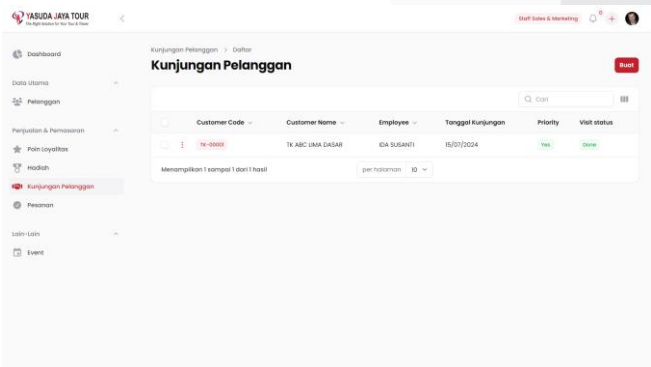 YASUDA JAYA TOUR
The Right Solution for Your Tour & Travel
Staff Sales & Marketing
0
Dashboard
Data Utama
Pelanggan
Penjualan & Pemasaran
Poin Loyalitas
Hadiah
Kunjungan Pelanggan
Pesanan
Lain-Lain
Event
Kunjungan Pelanggan > Daftar
Kunjungan Pelanggan
Buat
Cari
Customer Code Customer Name Employee Tanggal Kunjungan Priority Visit status
TK-00001 TK ABC LIMA DASAR IDA SUSANTI 15/07/2024 Yes Done
Menampilkan 1 sampai 1 dari 1 hasil
per halaman 10